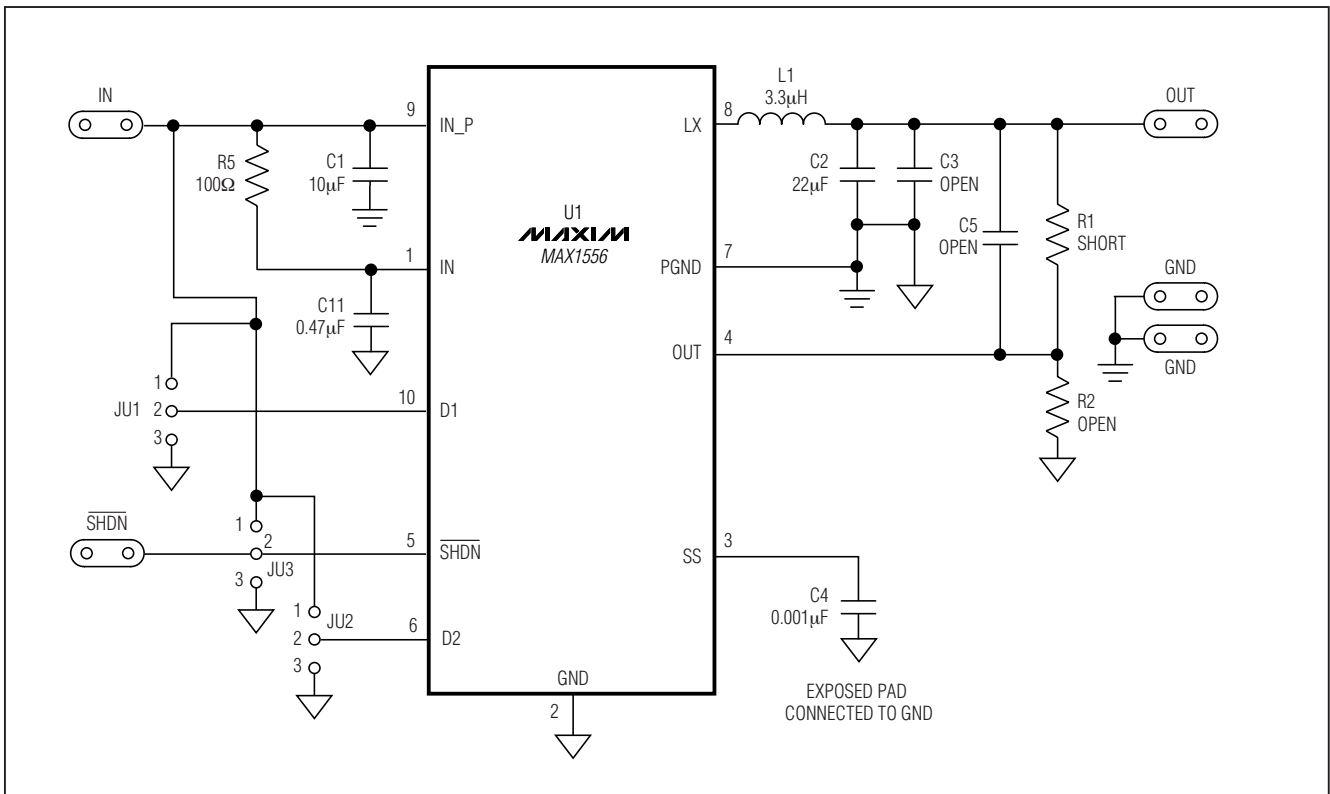 IN
9
IN_P
R5
100Ω
C1
10µF
1
IN
C11
0.47µF
1
JU1 2
3
10
D1
SHDN
1
2
3
JU3
5
SHDN
1
2
3
JU2
6
D2
U1
MAXIM
MAX1556
GND
2
LX
8
L1
3.3µH
C2
22µF
C3
OPEN
C5
OPEN
R1
SHORT
OUT
PGND
7
GND
GND
OUT
4
R2
OPEN
SS
3
C4
0.001µF
EXPOSED PAD
CONNECTED TO GND